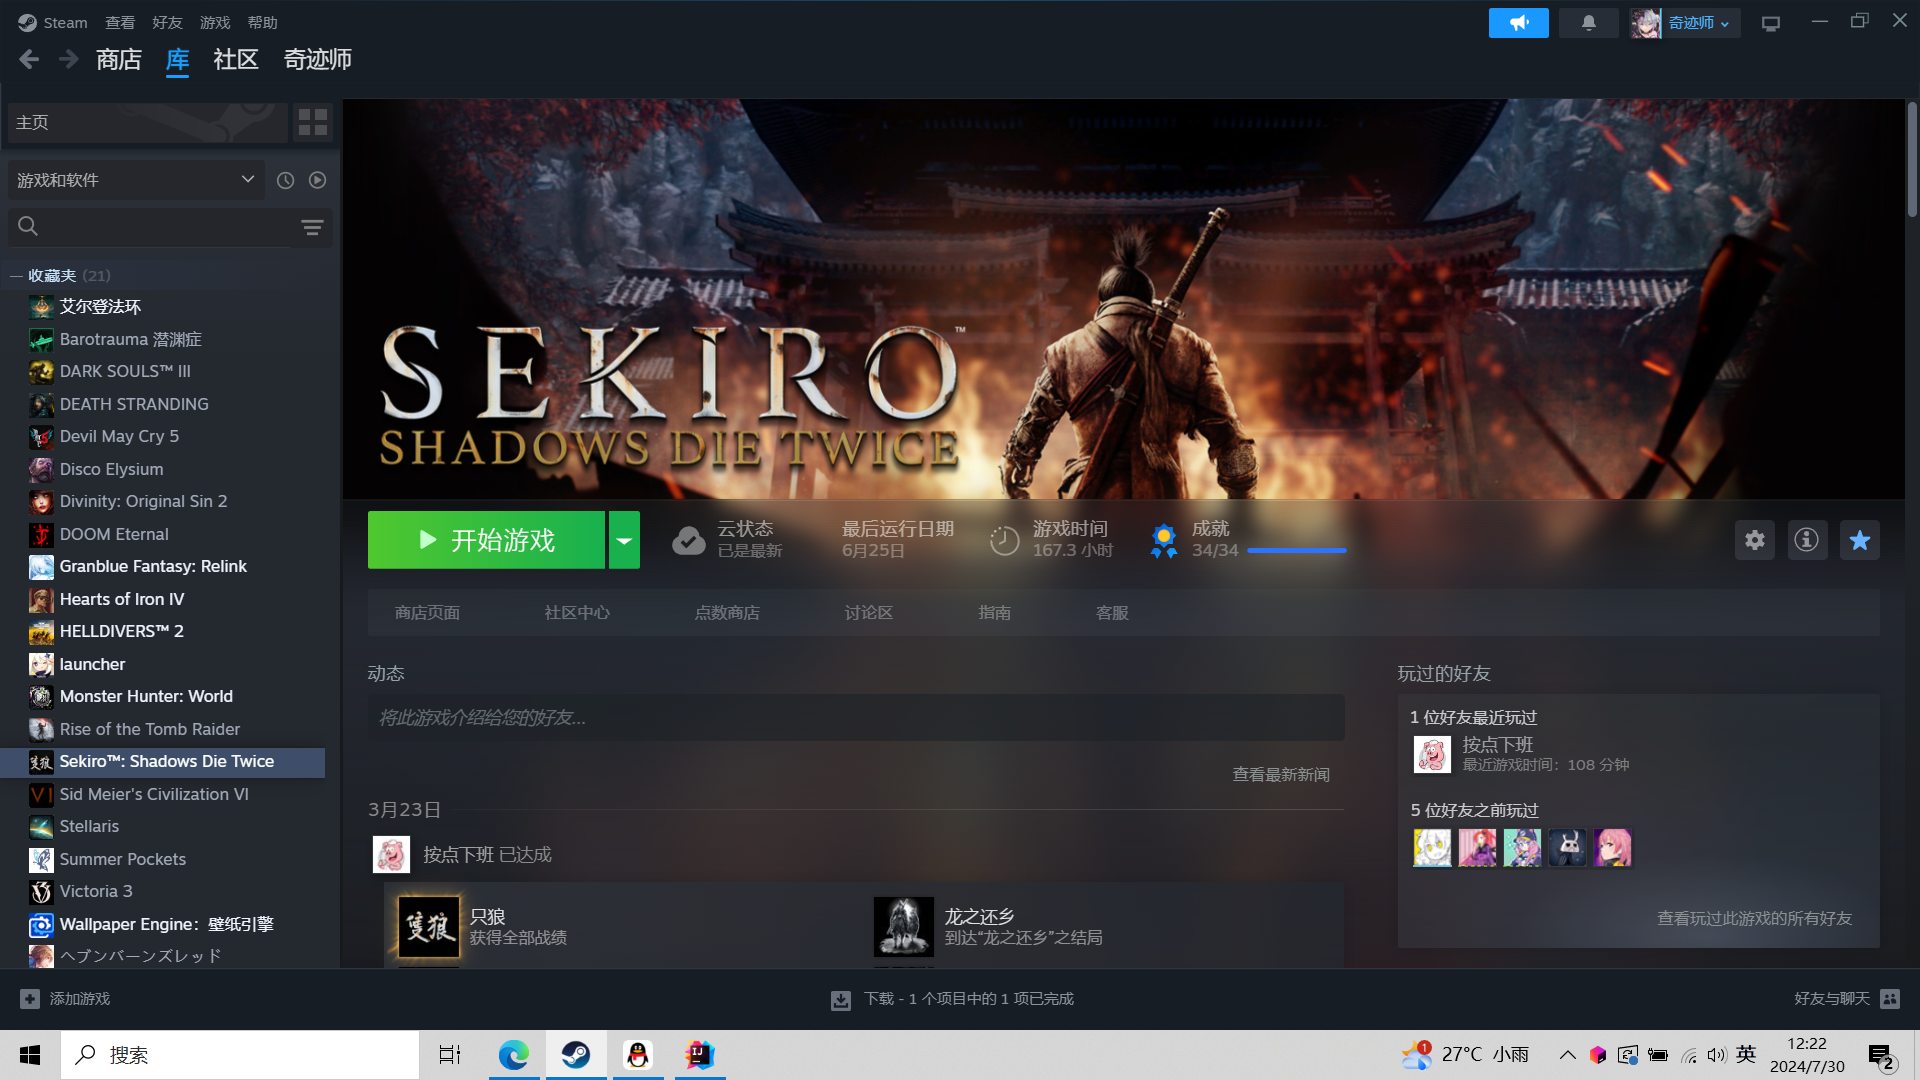 Steam 查看 好友 游戏 帮助
奇迹师
商店 库 社区 奇迹师
主页
游戏和软件
收藏夹 (21)
艾尔登法环
Barotrauma 潜渊症
DARK SOULS™ III
DEATH STRANDING
Devil May Cry 5
Disco Elysium
Divinity: Original Sin 2
DOOM Eternal
Granblue Fantasy: Relink
Hearts of Iron IV
HELLDIVERS™ 2
launcher
Monster Hunter: World
Rise of the Tomb Raider
Sekiro™: Shadows Die Twice
Sid Meier's Civilization VI
Stellaris
Summer Pockets
Victoria 3
Wallpaper Engine：壁纸引擎
ヘブンバーンズレッド
SEKIRO™
SHADOWS DIE TWICE
开始游戏
云状态
已是最新
最后运行日期
6月25日
游戏时间
167.3 小时
成就
34/34
商店页面 社区中心 点数商店 讨论区 指南 客服
动态
将此游戏介绍给您的好友...
查看最新新闻
3月23日
按点下班 已达成
隻狼
只狼
获得全部战绩
龙之还乡
到达“龙之还乡”之结局
玩过的好友
1 位好友最近玩过
按点下班
最近游戏时间：108 分钟
5 位好友之前玩过
查看玩过此游戏的所有好友
添加游戏
下载 - 1 个项目中的 1 项已完成
好友与聊天
搜索
IJ
1
27°C 小雨
英
12:22
2024/7/30
2